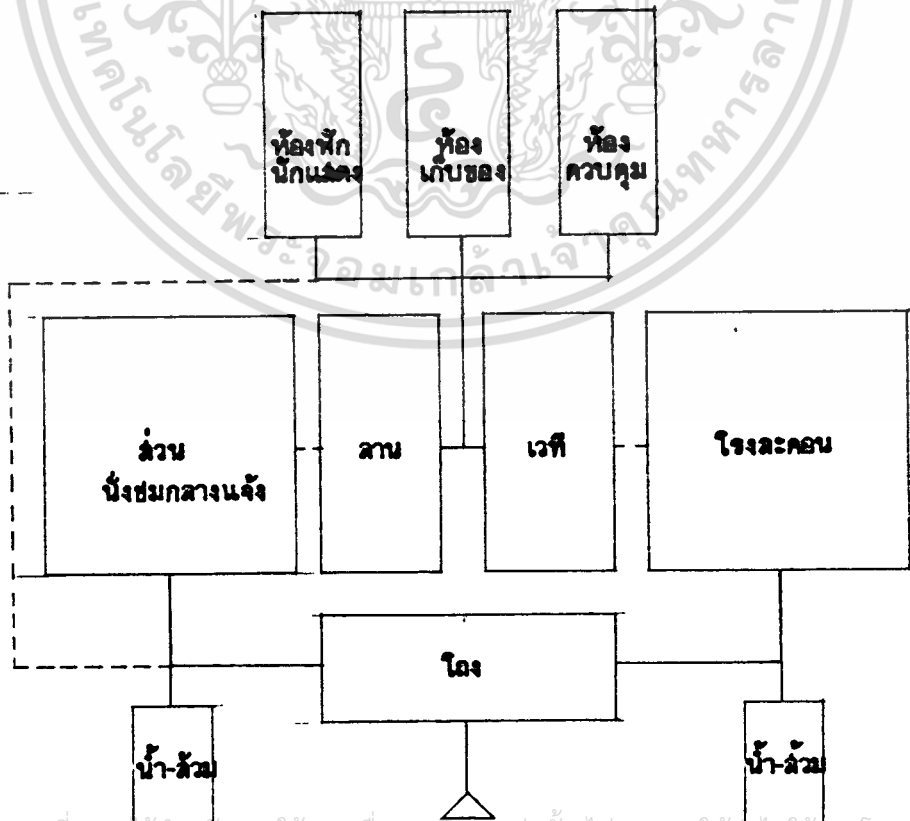 ห้องพัก
นักแสดง
ห้อง
เก็บของ
ห้อง
ควบคุม
ส่วน
นั่งชมกลางแจ้ง
ลาน
เวที
โรงละคอน
โถง
น้ำ-ส้วม
น้ำ-ส้วม